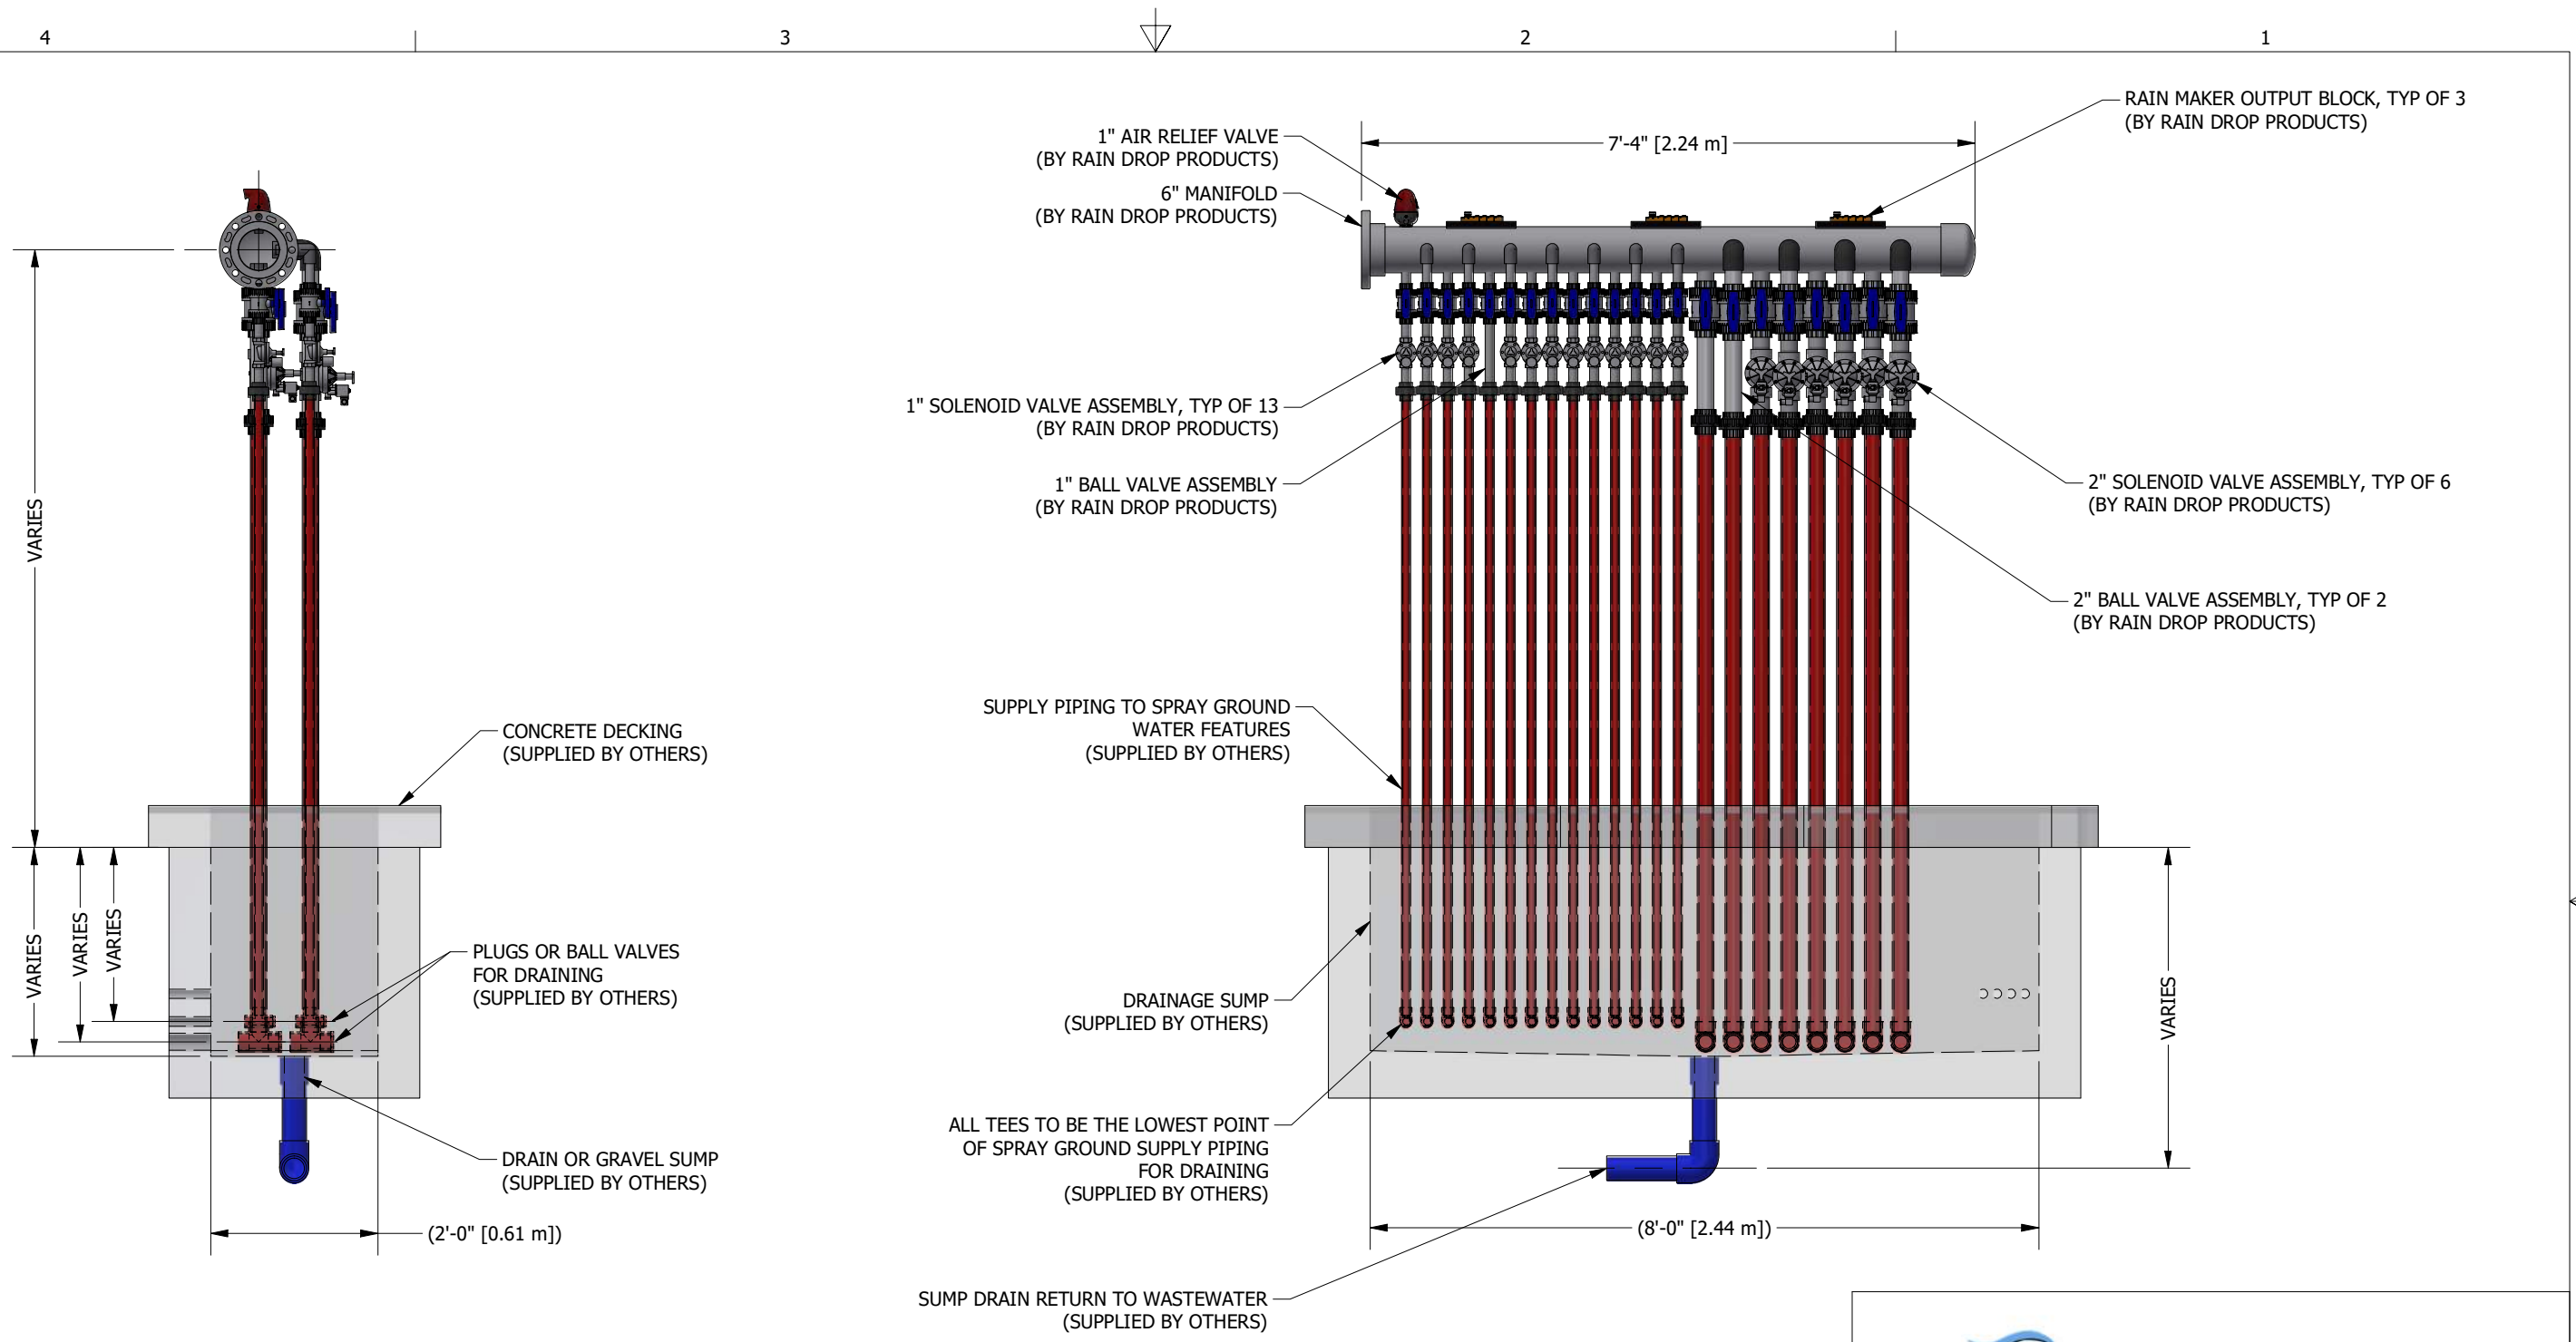 4
3
2
1
RAIN MAKER OUTPUT BLOCK, TYP OF 3
(BY RAIN DROP PRODUCTS)
1" AIR RELIEF VALVE
(BY RAIN DROP PRODUCTS)
7'-4" [2.24 m]
6" MANIFOLD
(BY RAIN DROP PRODUCTS)
1" SOLENOID VALVE ASSEMBLY, TYP OF 13
(BY RAIN DROP PRODUCTS)
1" BALL VALVE ASSEMBLY
(BY RAIN DROP PRODUCTS)
2" SOLENOID VALVE ASSEMBLY, TYP OF 6
(BY RAIN DROP PRODUCTS)
VARIES
2" BALL VALVE ASSEMBLY, TYP OF 2
(BY RAIN DROP PRODUCTS)
SUPPLY PIPING TO SPRAY GROUND
WATER FEATURES
(SUPPLIED BY OTHERS)
CONCRETE DECKING
(SUPPLIED BY OTHERS)
VARIES
VARIES
VARIES
PLUGS OR BALL VALVES
FOR DRAINING
(SUPPLIED BY OTHERS)
DRAINAGE SUMP
(SUPPLIED BY OTHERS)
VARIES
ALL TEES TO BE THE LOWEST POINT
OF SPRAY GROUND SUPPLY PIPING
FOR DRAINING
(SUPPLIED BY OTHERS)
DRAIN OR GRAVEL SUMP
(SUPPLIED BY OTHERS)
(2'-0" [0.61 m])
(8'-0" [2.44 m])
SUMP DRAIN RETURN TO WASTEWATER
(SUPPLIED BY OTHERS)